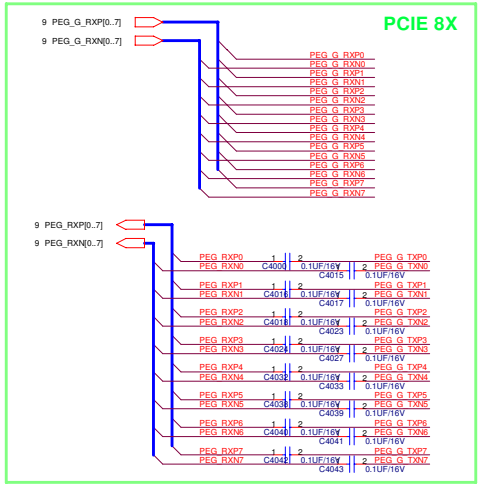 PCIE 8X
9 PEG_G_RXP[0..7]
9 PEG_G_RXN[0..7]
PEG_G_RXP0
PEG_G_RXN0
PEG_G_RXP1
PEG_G_RXN1
PEG_G_RXP2
PEG_G_RXN2
PEG_G_RXP3
PEG_G_RXN3
PEG_G_RXP4
PEG_G_RXN4
PEG_G_RXP5
PEG_G_RXN5
PEG_G_RXP6
PEG_G_RXN6
PEG_G_RXP7
PEG_G_RXN7
9 PEG_RXP[0..7]
9 PEG_RXN[0..7]
PEG_RXP0 1 2 PEG_G_TXP0
PEG_RXN0 C4000 0.1UF/16V 1 2 PEG_G_TXN0
C4015 0.1UF/16V
PEG_RXP1 1 2 PEG_G_TXP1
PEG_RXN1 C4016 0.1UF/16V 1 2 PEG_G_TXN1
C4017 0.1UF/16V
PEG_RXP2 1 2 PEG_G_TXP2
PEG_RXN2 C4018 0.1UF/16V 1 2 PEG_G_TXN2
C4023 0.1UF/16V
PEG_RXP3 1 2 PEG_G_TXP3
PEG_RXN3 C4024 0.1UF/16V 1 2 PEG_G_TXN3
C4027 0.1UF/16V
PEG_RXP4 1 2 PEG_G_TXP4
PEG_RXN4 C4032 0.1UF/16V 1 2 PEG_G_TXN4
C4033 0.1UF/16V
PEG_RXP5 1 2 PEG_G_TXP5
PEG_RXN5 C4038 0.1UF/16V 1 2 PEG_G_TXN5
C4039 0.1UF/16V
PEG_RXP6 1 2 PEG_G_TXP6
PEG_RXN6 C4040 0.1UF/16V 1 2 PEG_G_TXN6
C4041 0.1UF/16V
PEG_RXP7 1 2 PEG_G_TXP7
PEG_RXN7 C4042 0.1UF/16V 1 2 PEG_G_TXN7
C4043 0.1UF/16V